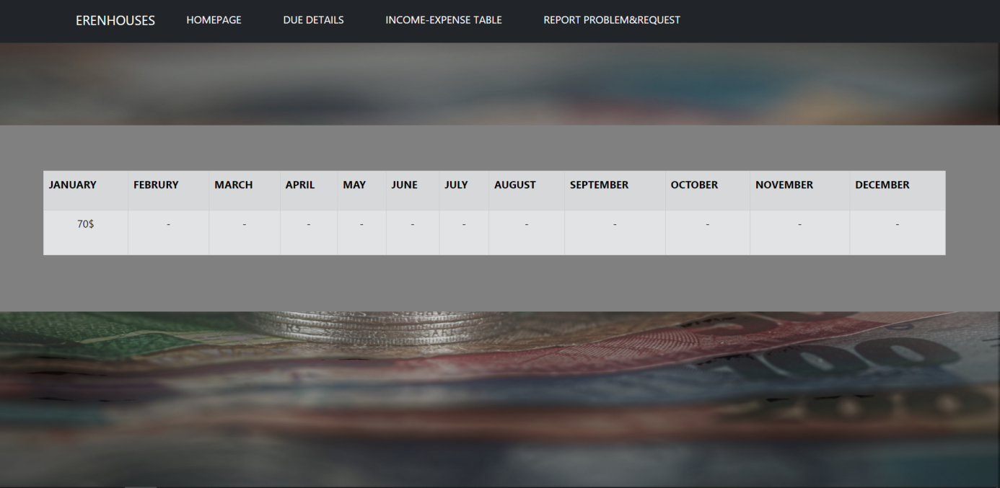 ERENHOUSES HOMEPAGE DUE DETAILS INCOME-EXPENSE TABLE REPORT PROBLEM&REQUEST
JANUARY FEBRURY MARCH APRIL MAY JUNE JULY AUGUST SEPTEMBER OCTOBER NOVEMBER DECEMBER
70$ - - - - - - - - - - -
100